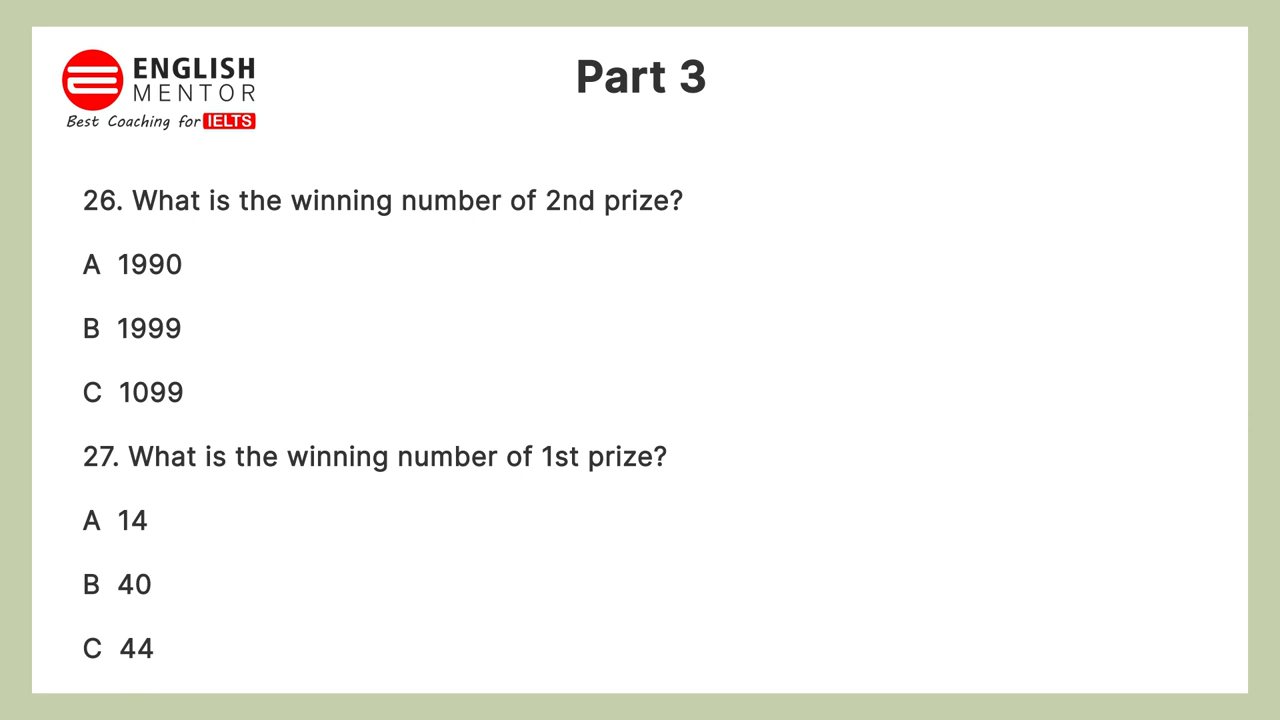 ENGLISH
MENTOR
Best Coaching for IELTS
Part 3
26. What is the winning number of 2nd prize?
A 1990
B 1999
C 1099
27. What is the winning number of 1st prize?
A 14
B 40
C 44